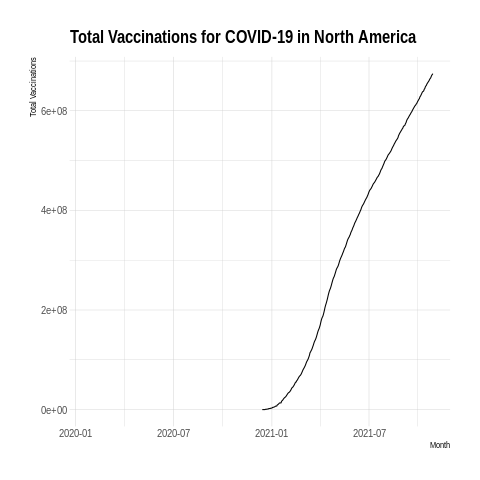 Total Vaccinations for COVID-19 in North America
Total Vaccinations
6e+08
4e+08
2e+08
0e+00
2020-01 2020-07 2021-01 2021-07
Month